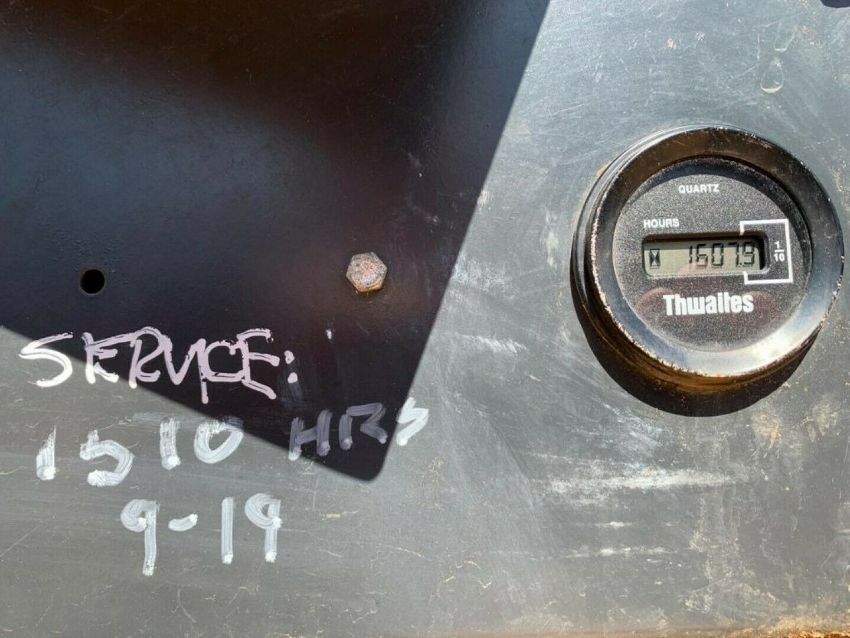 SERVICE:
1510 HRS
9-19
QUARTZ
HOURS
1607.9
1/10
Thwaites